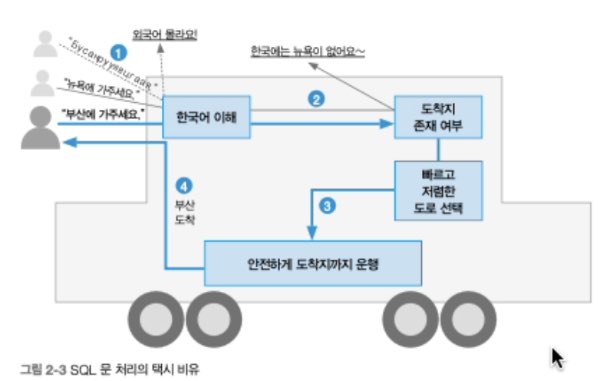 외국어 몰라요!
1
한국에는 뉴욕이 없어요~
"뉴욕에 가주세요."
"부산에 가주세요."
한국어 이해
2
도착지
존재 여부
빠르고
저렴한
도로 선택
3
4
부산
도착
안전하게 도착지까지 운행
그림 2-3 SQL 문 처리의 택시 비유